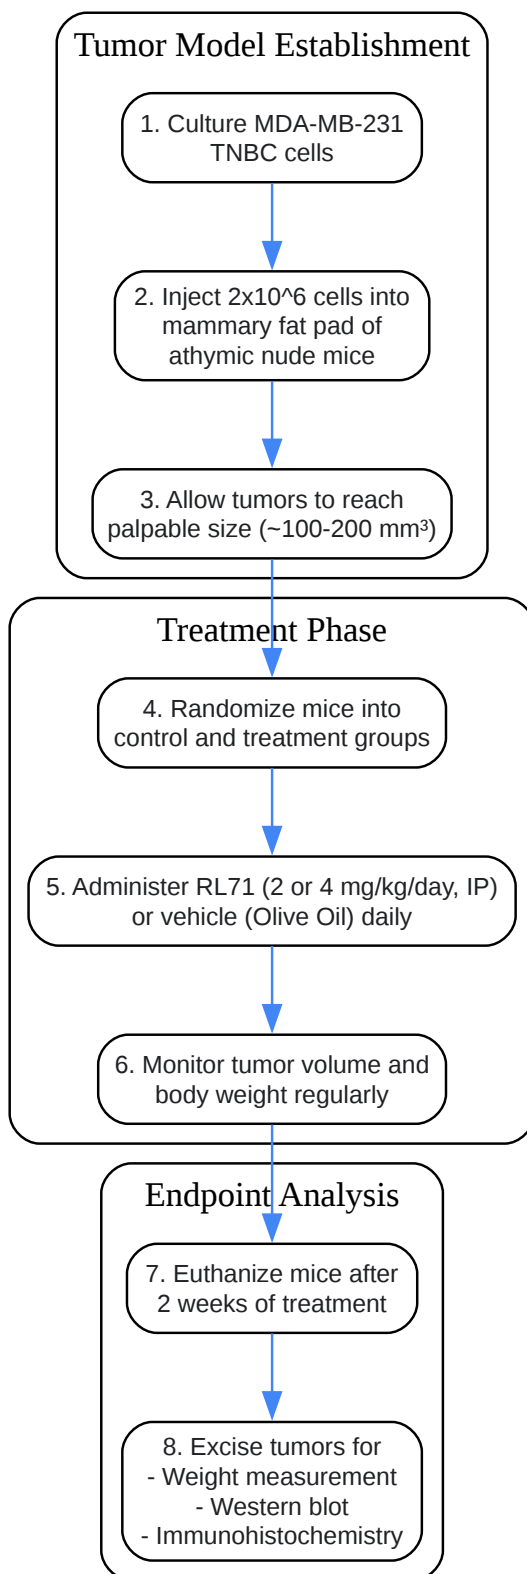 Tumor Model Establishment
1. Culture MDA-MB-231
TNBC cells
2. Inject 2x10^6 cells into
mammary fat pad of
athymic nude mice
3. Allow tumors to reach
palpable size (~100-200 mm³)
Treatment Phase
4. Randomize mice into
control and treatment groups
5. Administer RL71 (2 or 4 mg/kg/day, IP)
or vehicle (Olive Oil) daily
6. Monitor tumor volume and
body weight regularly
Endpoint Analysis
7. Euthanize mice after
2 weeks of treatment
8. Excise tumors for
- Weight measurement
- Western blot
- Immunohistochemistry